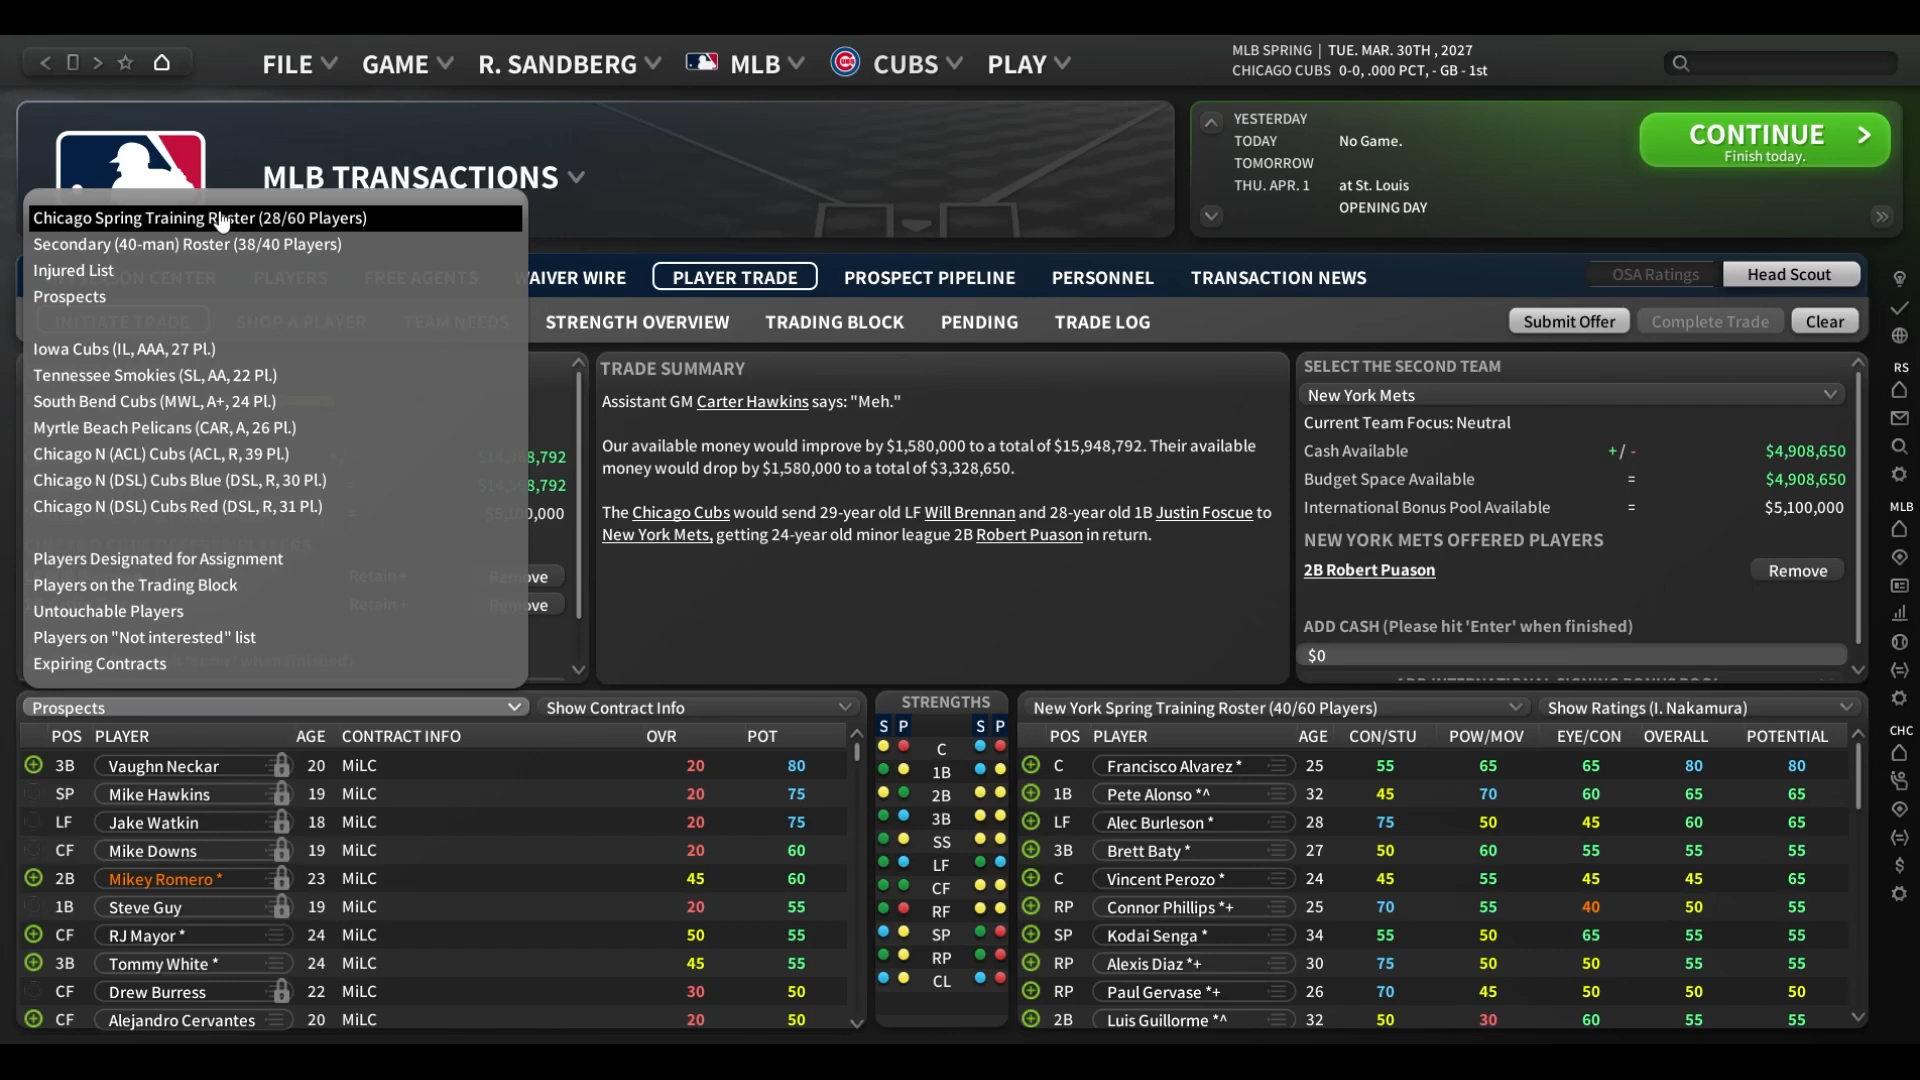 FILE GAME R. SANDBERG MLB CUBS PLAY
MLB SPRING | TUE. MAR. 30TH , 2027
CHICAGO CUBS 0-0, .000 PCT, - GB - 1st
MLB TRANSACTIONS
YESTERDAY
TODAY No Game.
TOMORROW
THU. APR. 1 at St. Louis
OPENING DAY
CONTINUE
Finish today.
Chicago Spring Training Roster (28/60 Players)
Secondary (40-man) Roster (38/40 Players)
Injured List
Prospects
Iowa Cubs (IL, AAA, 27 Pl.)
Tennessee Smokies (SL, AA, 22 Pl.)
South Bend Cubs (MWL, A+, 24 Pl.)
Myrtle Beach Pelicans (CAR, A, 26 Pl.)
Chicago N (ACL) Cubs (ACL, R, 39 Pl.)
Chicago N (DSL) Cubs Blue (DSL, R, 30 Pl.)
Chicago N (DSL) Cubs Red (DSL, R, 31 Pl.)
Players Designated for Assignment
Players on the Trading Block
Untouchable Players
Players on "Not interested" list
Expiring Contracts
PLAYERS FREE AGENTS WAIVER WIRE PLAYER TRADE PROSPECT PIPELINE PERSONNEL TRANSACTION NEWS
OSA Ratings Head Scout
INITIATE TRADE SHOP A PLAYER TEAM NEEDS STRENGTH OVERVIEW TRADING BLOCK PENDING TRADE LOG
Submit Offer Complete Trade Clear
Retain + Remove
Retain + Remove
TRADE SUMMARY
Assistant GM Carter Hawkins says: "Meh."
Our available money would improve by $1,580,000 to a total of $15,948,792. Their available
money would drop by $1,580,000 to a total of $3,328,650.
The Chicago Cubs would send 29-year old LF Will Brennan and 28-year old 1B Justin Foscue to
New York Mets, getting 24-year old minor league 2B Robert Puason in return.
SELECT THE SECOND TEAM
New York Mets
Current Team Focus: Neutral
Cash Available +/- $4,908,650
Budget Space Available = $4,908,650
International Bonus Pool Available = $5,100,000
NEW YORK METS OFFERED PLAYERS
2B Robert Puason Remove
ADD CASH (Please hit 'Enter' when finished)
$0
RS
MLB
CHC
Prospects Show Contract Info
POS PLAYER AGE CONTRACT INFO OVR POT
3B Vaughn Neckar 20 MiLC 20 80
SP Mike Hawkins 19 MiLC 20 75
LF Jake Watkin 18 MiLC 20 75
CF Mike Downs 19 MiLC 20 60
2B Mikey Romero * 23 MiLC 45 60
1B Steve Guy 19 MiLC 20 55
CF RJ Mayor * 24 MiLC 50 55
3B Tommy White * 24 MiLC 45 55
CF Drew Burress 22 MiLC 30 50
CF Alejandro Cervantes 20 MiLC 20 50
STRENGTHS
S P S P
C
1B
2B
3B
SS
LF
CF
RF
SP
RP
CL
New York Spring Training Roster (40/60 Players) Show Ratings (I. Nakamura)
POS PLAYER AGE CON/STU POW/MOV EYE/CON OVERALL POTENTIAL
C Francisco Alvarez * 25 55 65 65 80 80
1B Pete Alonso *^ 32 45 70 60 65 65
LF Alec Burleson * 28 75 50 45 60 65
3B Brett Baty * 27 50 60 55 55 55
C Vincent Perozo * 24 45 55 45 45 65
RP Connor Phillips *+ 25 70 55 40 50 55
SP Kodai Senga * 34 55 50 65 55 55
RP Alexis Diaz *+ 30 75 50 50 55 55
RP Paul Gervase *+ 26 70 45 50 50 50
2B Luis Guillorme *^ 32 50 30 60 55 55